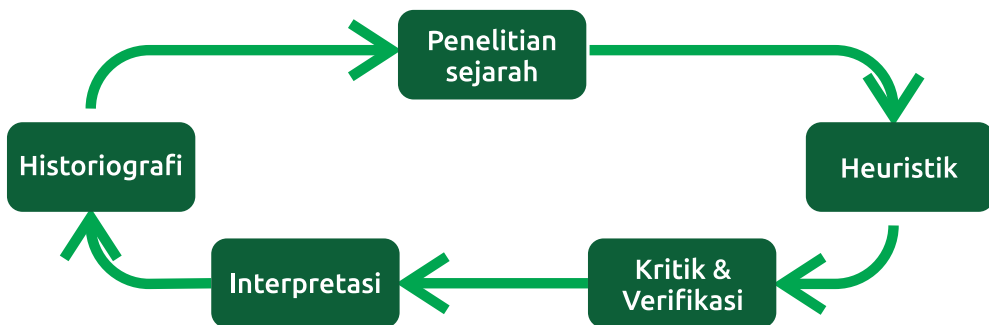 Penelitian
sejarah
Historiografi
Heuristik
Interpretasi
Kritik &
Verifikasi